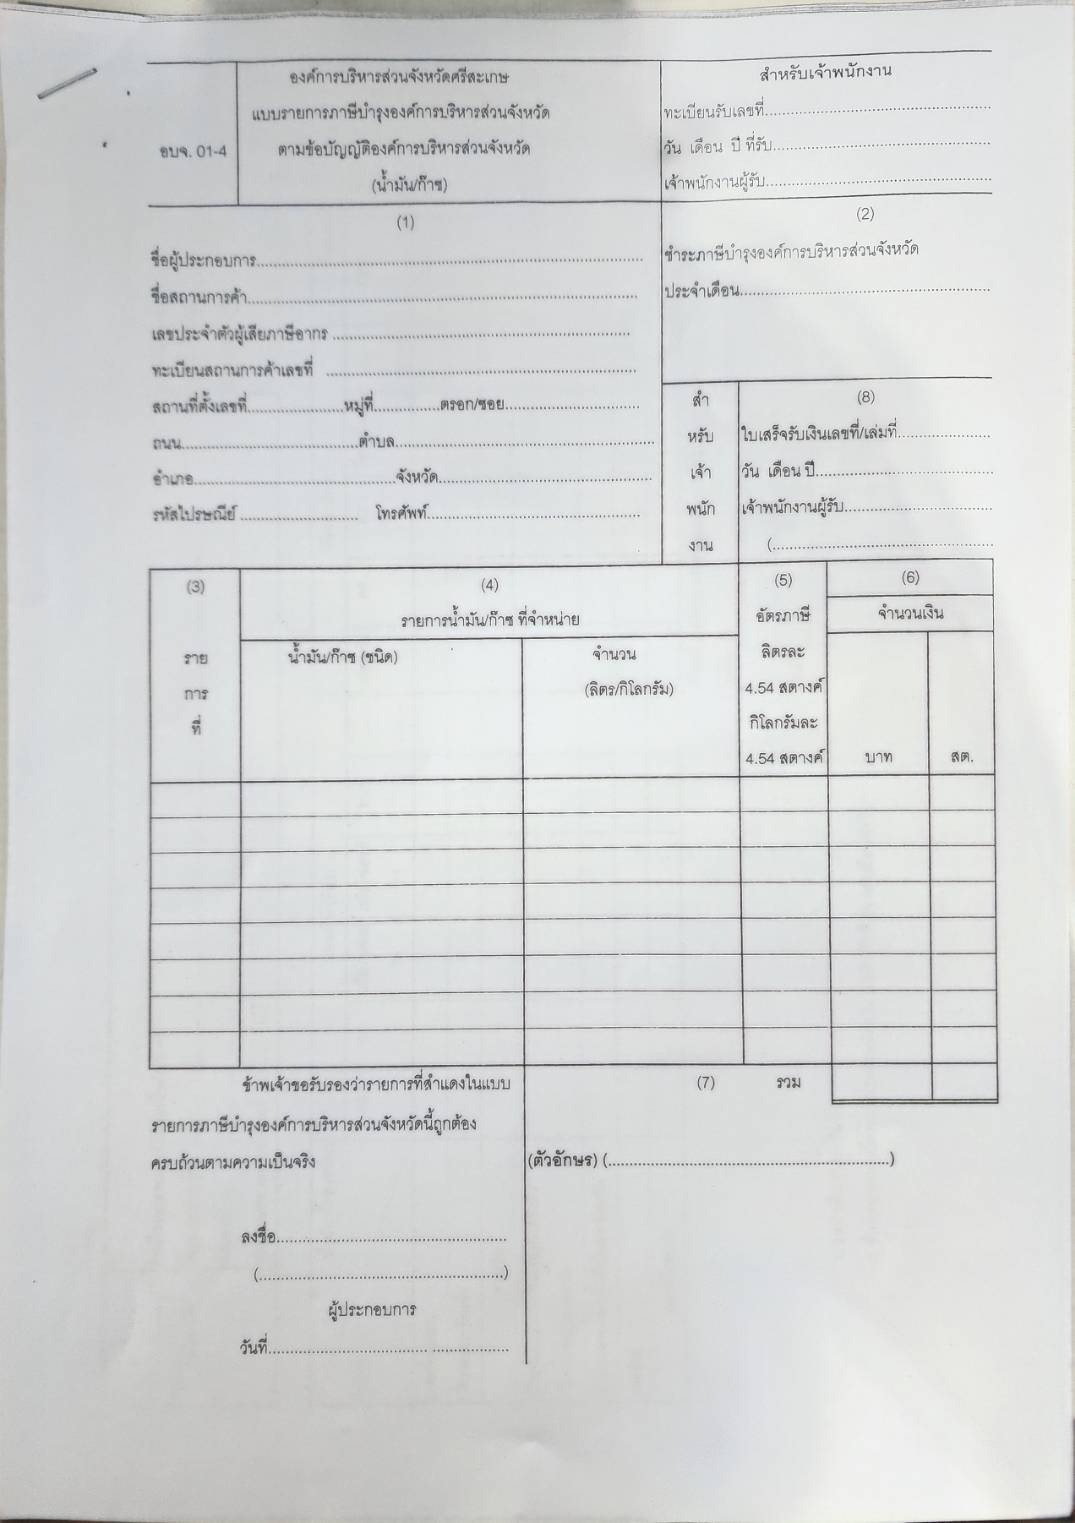 อบจ. 01-4
องค์การบริหารส่วนจังหวัดศรีสะเกษ
แบบรายการภาษีบำรุงองค์การบริหารส่วนจังหวัด
ตามข้อบัญญัติองค์การบริหารส่วนจังหวัด
(น้ำมัน/ก๊าซ)
สำหรับเจ้าพนักงาน
ทะเบียนรับเลขที่....................
วัน เดือน ปี ที่รับ....................
เจ้าพนักงานผู้รับ....................
(1)
ชื่อผู้ประกอบการ....................
ชื่อสถานการค้า....................
เลขประจำตัวผู้เสียภาษีอากร ....................
ทะเบียนสถานการค้าเลขที่ ....................
สถานที่ตั้งเลขที่....................หมู่ที่...............ตรอก/ซอย....................
ถนน....................ตำบล....................
อำเภอ....................จังหวัด....................
รหัสไปรษณีย์ .................... โทรศัพท์....................
(2)
ชำระภาษีบำรุงองค์การบริหารส่วนจังหวัด
ประจำเดือน....................
สำ
หรับ
เจ้า
พนัก
งาน
(8)
ใบเสร็จรับเงินเลขที่/เล่มที่....................
วัน เดือน ปี....................
เจ้าพนักงานผู้รับ....................
(....................
(3)
ราย
การ
ที่
(4)
รายการน้ำมัน/ก๊าซ ที่จำหน่าย
น้ำมัน/ก๊าซ (ชนิด)
จำนวน
(ลิตร/กิโลกรัม)
(5)
อัตรภาษี
ลิตรละ
4.54 สตางค์
กิโลกรัมละ
4.54 สตางค์
(6)
จำนวนเงิน
บาท
สต.
ข้าพเจ้าขอรับรองว่ารายการที่สำแดงในแบบ
รายการภาษีบำรุงองค์การบริหารส่วนจังหวัดนี้ถูกต้อง
ครบถ้วนตามความเป็นจริง
ลงชื่อ....................
(....................)
ผู้ประกอบการ
วันที่....................
(7) รวม
(ตัวอักษร) (....................)